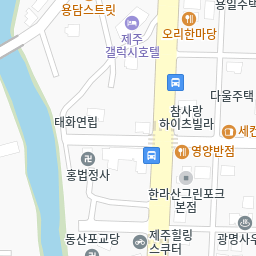 용담스트릿
용일주택
오리한마당
제주
갤럭시호텔
다울주택
참사랑
하이츠빌라
태화연립
세컨
영양반점
홍법정사
한라산그린포크
본점
동산포교당
제주힐링
스쿠터
광명사우